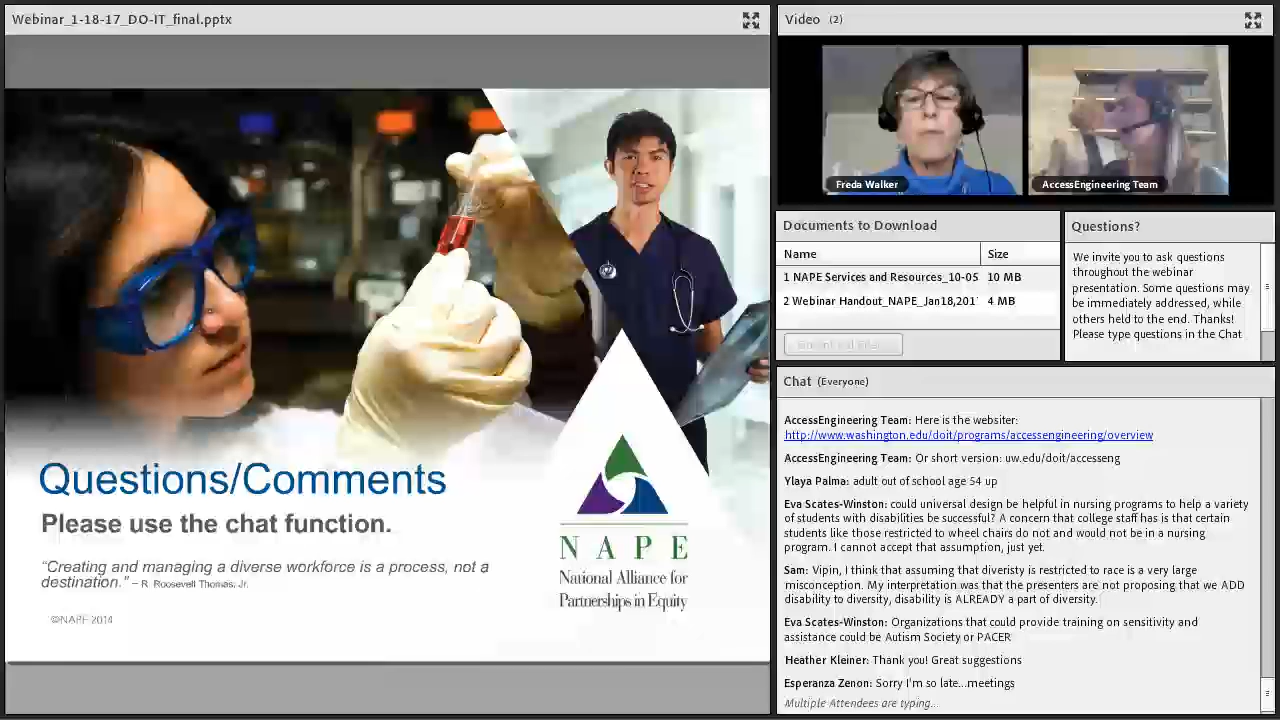 Webinar_1-18-17_DO-IT_final.pptx
Questions/Comments
Please use the chat function.
“Creating and managing a diverse workforce is a process, not a
destination.” – R. Roosevelt Thomas, Jr.
©NAPE 2014
NAPE
National Alliance for
Partnerships in Equity
Video (2)
Freda Walker
AccessEngineering Team
Documents to Download
Name Size
1 NAPE Services and Resources_10-05 10 MB
2 Webinar Handout_NAPE_Jan18,201 4 MB
Questions?
We invite you to ask questions
throughout the webinar
presentation. Some questions may
be immediately addressed, while
others held to the end. Thanks!
Please type questions in the Chat
Chat (Everyone)
AccessEngineering Team: Here is the websiter:
http://www.washington.edu/doit/programs/accessengineering/overview
AccessEngineering Team: Or short version: uw.edu/doit/accesseng
Ylaya Palma: adult out of school age 54 up
Eva Scates-Winston: could universal design be helpful in nursing programs to help a variety
of students with disabilities be successful? A concern that college staff has is that certain
students like those restricted to wheel chairs do not and would not be in a nursing
program. I cannot accept that assumption, just yet.
Sam: Vipin, I think that assuming that diveristy is restricted to race is a very large
misconception. My interpretation was that the presenters are not proposing that we ADD
disability to diversity, disability is ALREADY a part of diversity.
Eva Scates-Winston: Organizations that could provide training on sensitivity and
assistance could be Autism Society or PACER
Heather Kleiner: Thank you! Great suggestions
Esperanza Zenon: Sorry I'm so late...meetings
Multiple Attendees are typing...